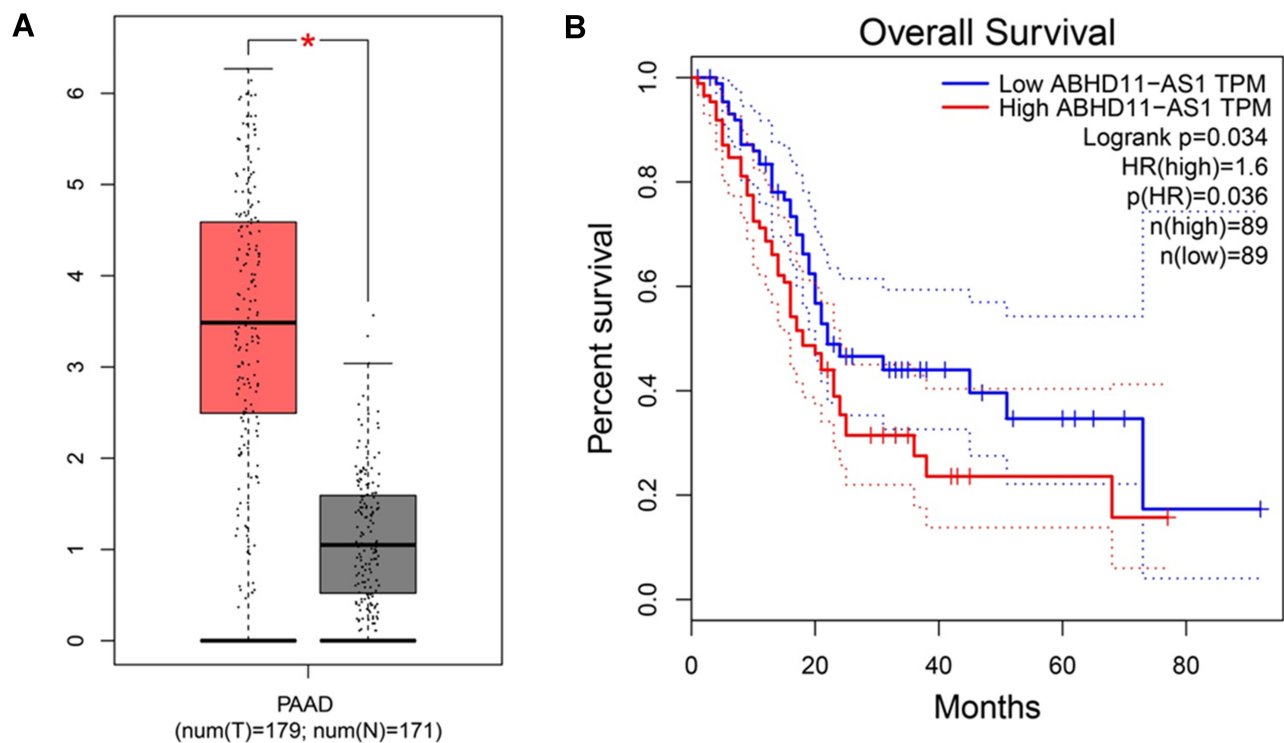 A
*
6
5
4
3
2
1
0
PAAD
(num(T)=179; num(N)=171)
B
Overall Survival
Low ABHD11−AS1 TPM
High ABHD11−AS1 TPM
Logrank p=0.034
HR(high)=1.6
p(HR)=0.036
n(high)=89
n(low)=89
Percent survival
1.0
0.8
0.6
0.4
0.2
0.0
0 20 40 60 80
Months